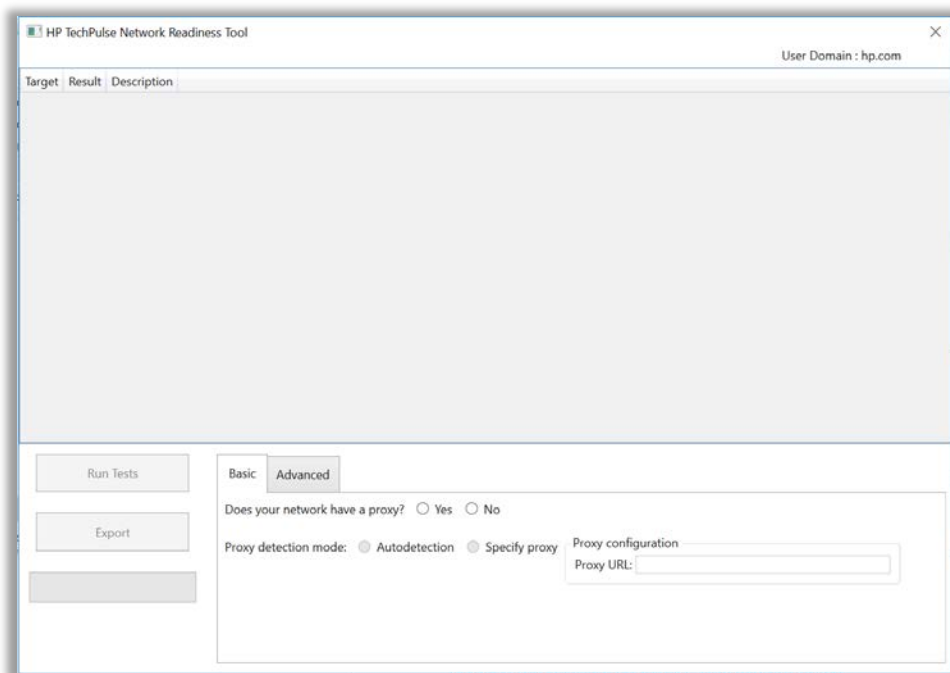 HP TechPulse Network Readiness Tool
User Domain : hp.com
Target Result Description
Run Tests
Export
Basic Advanced
Does your network have a proxy? Yes No
Proxy detection mode: Autodetection Specify proxy
Proxy configuration
Proxy URL: